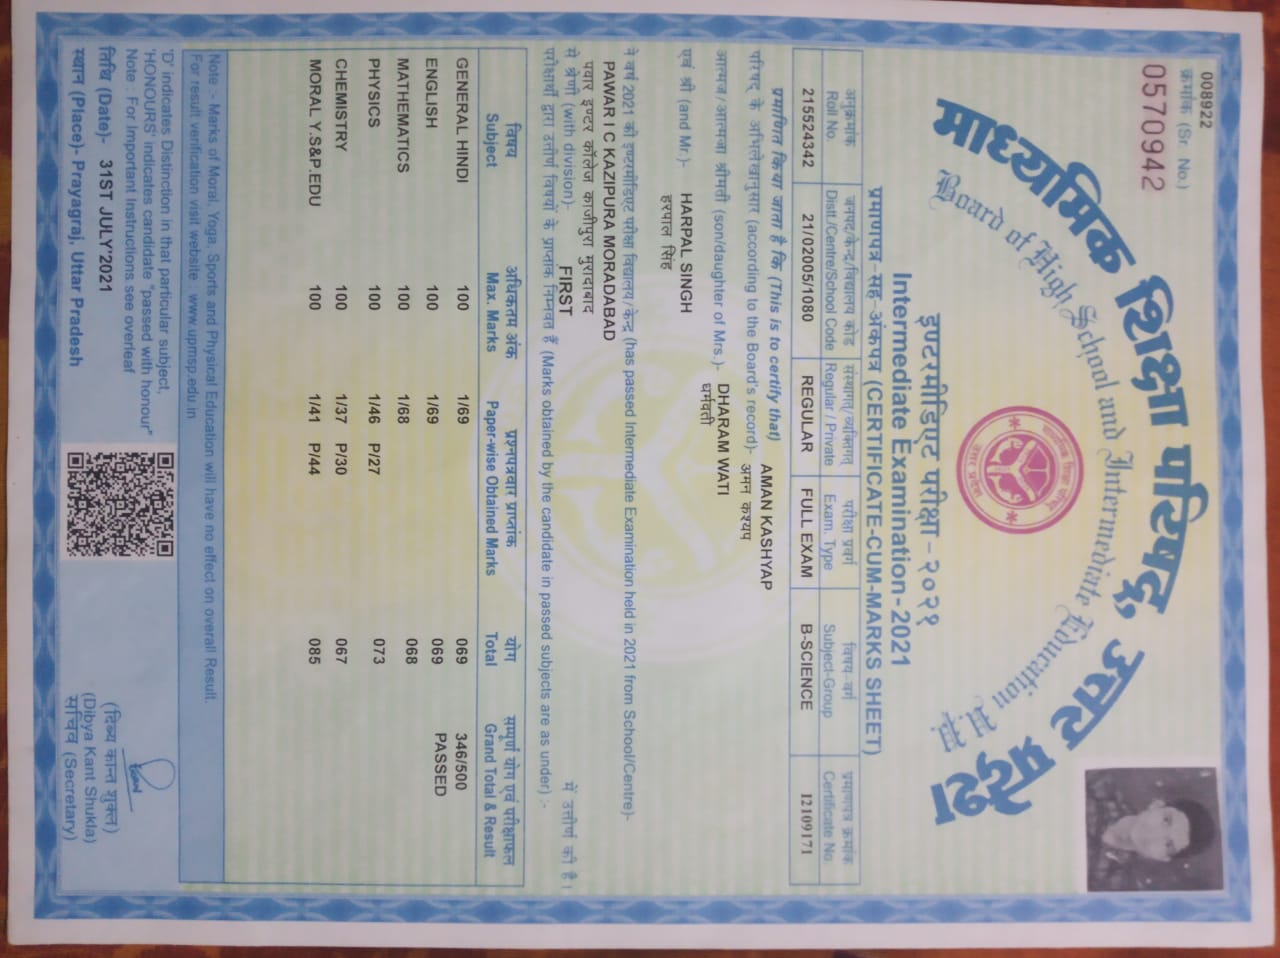 008922
क्रमांक (Sr. No.)
0570942
माध्यमिक शिक्षा परिषद्, उत्तर प्रदेश
Board of High School and Intermediate Education U.P.
इण्टरमीडिएट परीक्षा - २०२१
Intermediate Examination-2021
प्रमाणपत्र-सह-अंकपत्र (CERTIFICATE-CUM-MARKS SHEET)
अनुक्रमांक जनपद/केन्द्र/विद्यालय कोड संस्थागत/व्यक्तिगत परीक्षा प्रवर्ग विषय-वर्ग प्रमाणपत्र क्रमांक
Roll No. Distt./Centre/School Code Regular / Private Exam. Type Subject-Group Certificate No.
215524342 21/02005/1080 REGULAR FULL EXAM B-SCIENCE 12109171
प्रमाणित किया जाता है कि (This is to certify that) AMAN KASHYAP
परिषद के अभिलेखानुसार (according to the Board's record)- अमन कश्यप
आत्मज/आत्मजा श्रीमती (son/daughter of Mrs.)- DHARAM WATI
धर्मवती
एवं श्री (and Mr.)- HARPAL SINGH
हरपाल सिंह
ने वर्ष 2021 की इण्टरमीडिएट परीक्षा विद्यालय/केन्द्र (has passed Intermediate Examination held in 2021 from School/Centre)-
PAWAR I C KAZIPURA MORADABAD
पवार इण्टर कॉलेज काजीपुरा मुरादाबाद
से श्रेणी (with division)- FIRST में उत्तीर्ण की है।
परीक्षार्थी द्वारा उत्तीर्ण विषयों के प्राप्तांक निम्नवत हैं (Marks obtained by the candidate in passed subjects are as under) :-
विषय अधिकतम अंक प्रश्नपत्रवार प्राप्तांक योग सम्पूर्ण योग एवं परीक्षाफल
Subject Max. Marks Paper-wise Obtained Marks Total Grand Total & Result
GENERAL HINDI 100 1/69 069 346/500
ENGLISH 100 1/69 069 PASSED
MATHEMATICS 100 1/68 068
PHYSICS 100 1/46 P/27 073
CHEMISTRY 100 1/37 P/30 067
MORAL Y.S&P.EDU 100 1/41 P/44 085
Note :- Marks of Moral, Yoga, Sports and Physical Education will have no effect on overall Result.
For result verification visit website : www.upmsp.edu.in
'D' indicates Distinction in that particular subject,
'HONOURS' indicates candidate "passed with honour"
Note : For Important Instructions see overleaf
तिथि (Date)- 31ST JULY'2021
स्थान (Place)- Prayagraj, Uttar Pradesh
(दिव्य कान्त शुक्ल)
(Dibya Kant Shukla)
सचिव (Secretary)